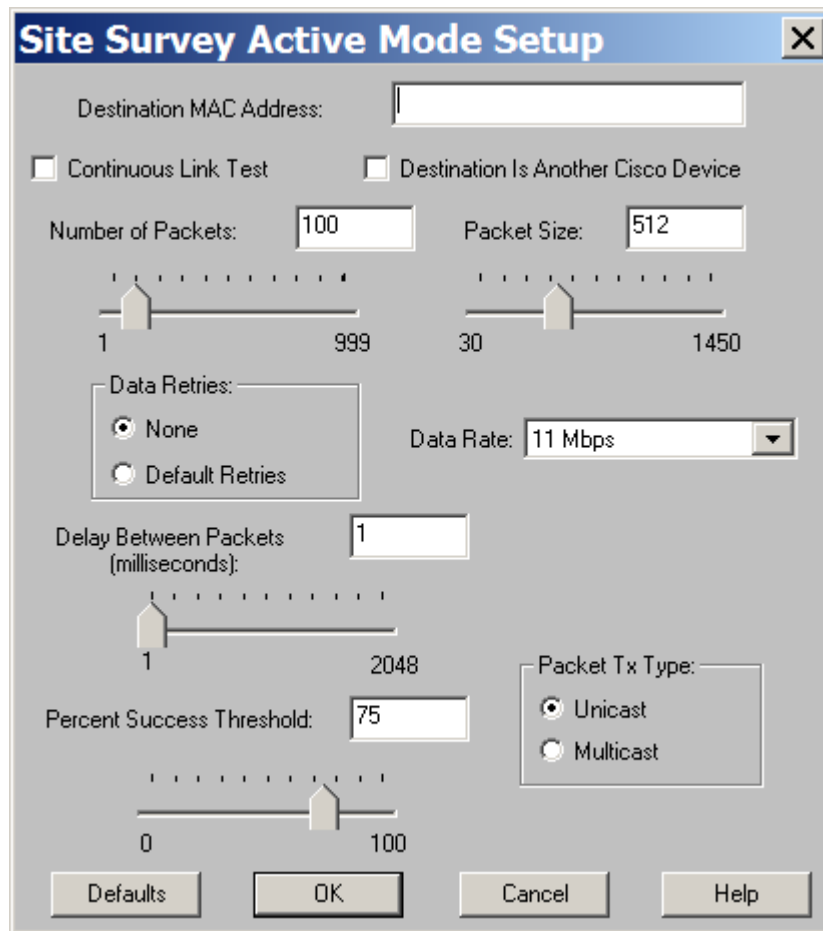 Site Survey Active Mode Setup
Destination MAC Address:
Continuous Link Test
Destination Is Another Cisco Device
Number of Packets: 100
Packet Size: 512
1 999
30 1450
Data Retries:
None
Default Retries
Data Rate: 11 Mbps
Delay Between Packets 1
(milliseconds):
1 2048
Percent Success Threshold: 75
0 100
Packet Tx Type:
Unicast
Multicast
Defaults OK Cancel Help